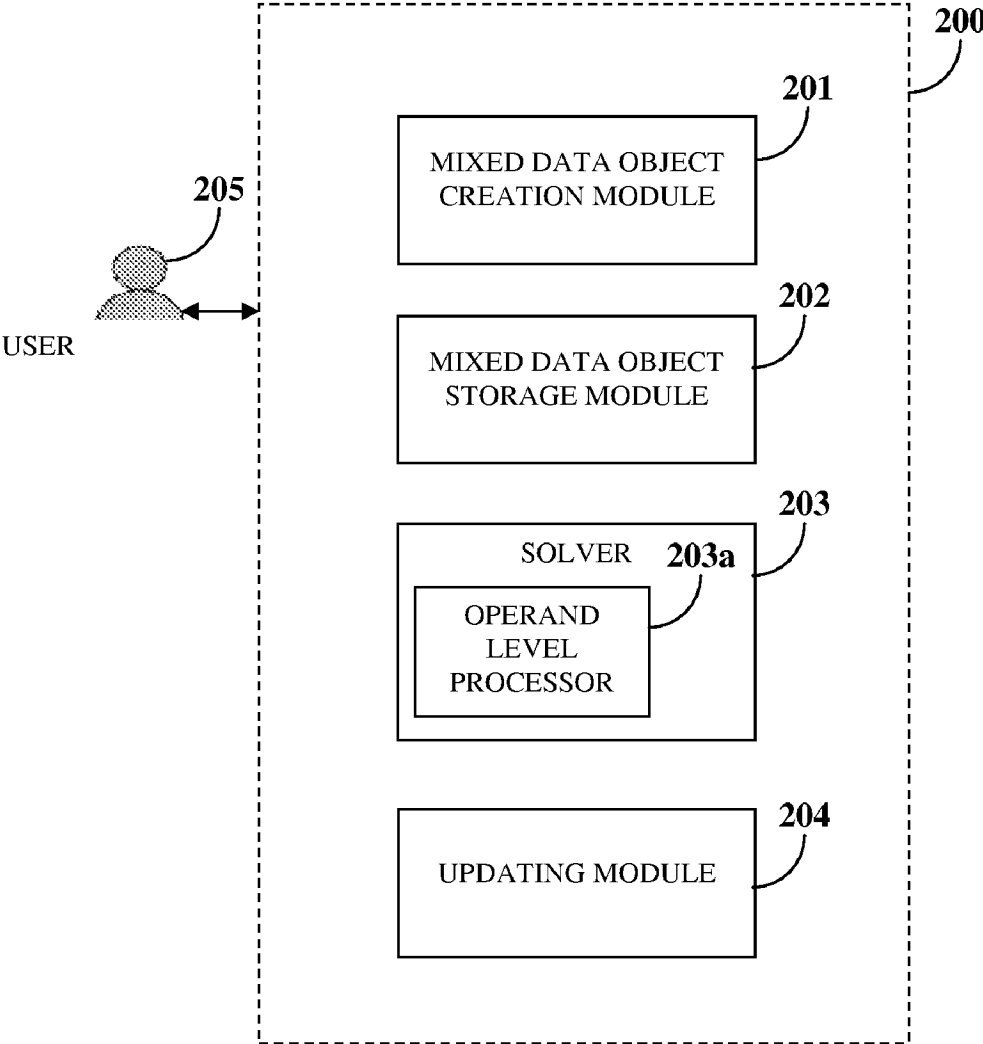 200
201
MIXED DATA OBJECT
CREATION MODULE
205
USER
202
MIXED DATA OBJECT
STORAGE MODULE
203
SOLVER
203a
OPERAND
LEVEL
PROCESSOR
204
UPDATING MODULE